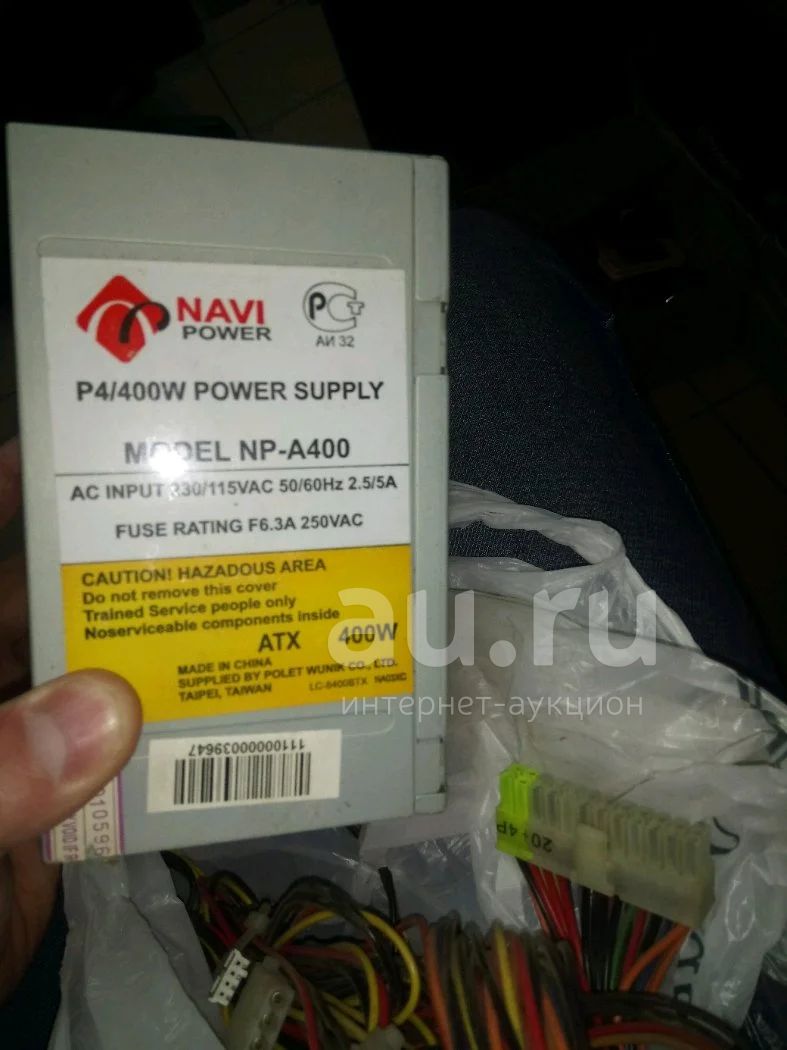 NAVI
POWER
РСТ
АИ 32
P4/400W POWER SUPPLY
MODEL NP-A400
AC INPUT 230/115VAC 50/60Hz 2.5/5A
FUSE RATING F6.3A 250VAC
CAUTION! HAZADOUS AREA
Do not remove this cover
Trained Service people only
Noserviceable components inside
ATX 400W
MADE IN CHINA
SUPPLIED BY POLET WUNIK CO., LTD.
TAIPEI, TAIWAN
au.ru
интернет-аукцион
1110000039647
20+4P